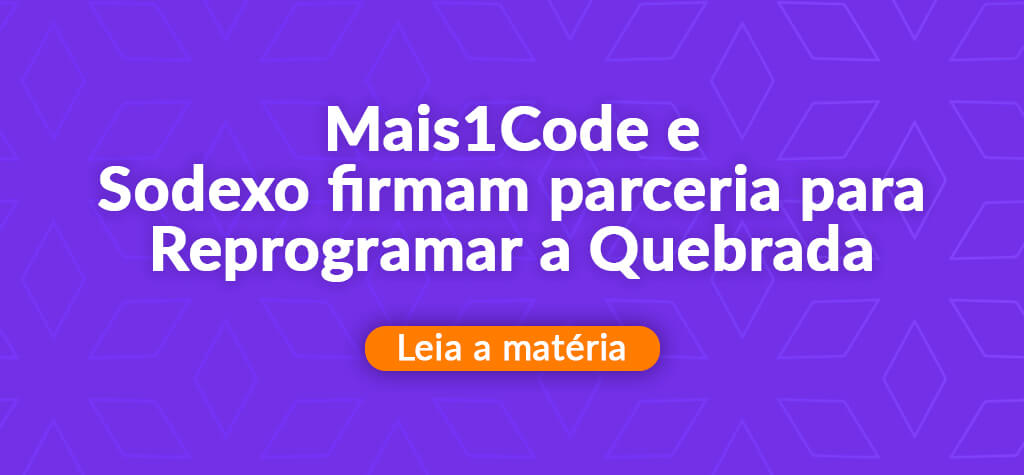 Mais1Code e
Sodexo firmam parceria para
Reprogramar a Quebrada
Leia a matéria